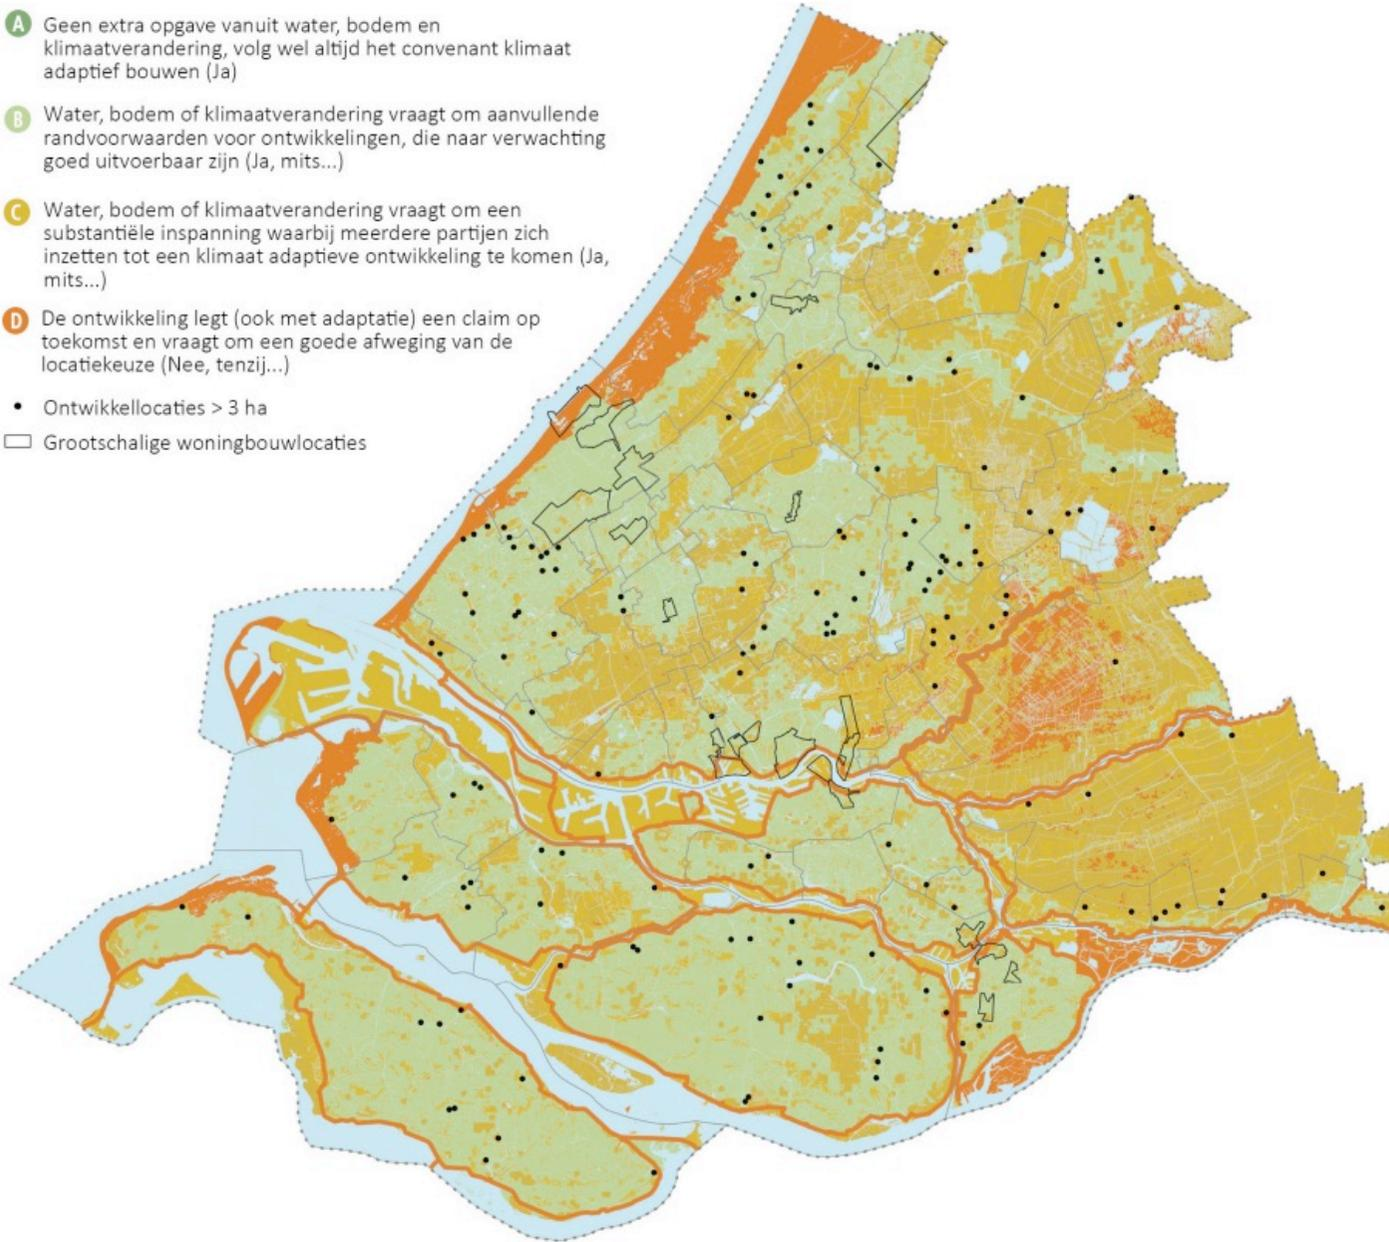 A Geen extra opgave vanuit water, bodem en
klimaatverandering, volg wel altijd het convenant klimaat
adaptief bouwen (Ja)
B Water, bodem of klimaatverandering vraagt om aanvullende
randvoorwaarden voor ontwikkelingen, die naar verwachting
goed uitvoerbaar zijn (Ja, mits...)
C Water, bodem of klimaatverandering vraagt om een
substantiële inspanning waarbij meerdere partijen zich
inzetten tot een klimaat adaptieve ontwikkeling te komen (Ja,
mits...)
D De ontwikkeling legt (ook met adaptatie) een claim op
toekomst en vraagt om een goede afweging van de
locatiekeuze (Nee, tenzij...)
Ontwikkellocaties > 3 ha
Grootschalige woningbouwlocaties